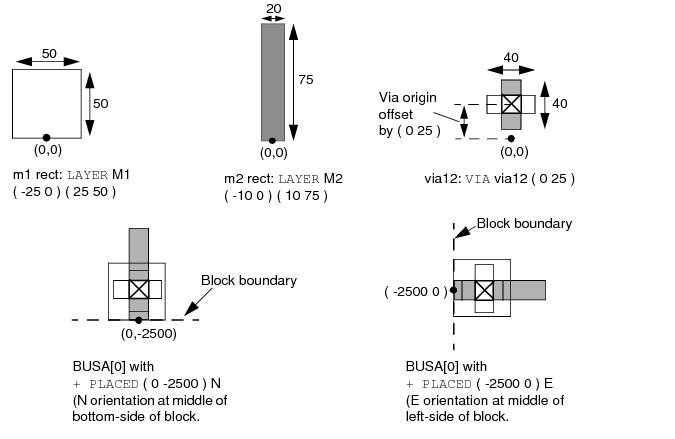 50
50
(0,0)
m1 rect: LAYER M1
( -25 0 ) ( 25 50 )
20
75
(0,0)
m2 rect: LAYER M2
( -10 0 ) ( 10 75 )
40
40
Via origin
offset
by ( 0 25 )
(0,0)
via12: VIA via12 ( 0 25 )
Block boundary
(0,-2500)
BUSA[0] with
+ PLACED ( 0 -2500 ) N
(N orientation at middle of
bottom-side of block.
Block boundary
( -2500 0 )
BUSA[0] with
+ PLACED ( -2500 0 ) E
(E orientation at middle of
left-side of block.